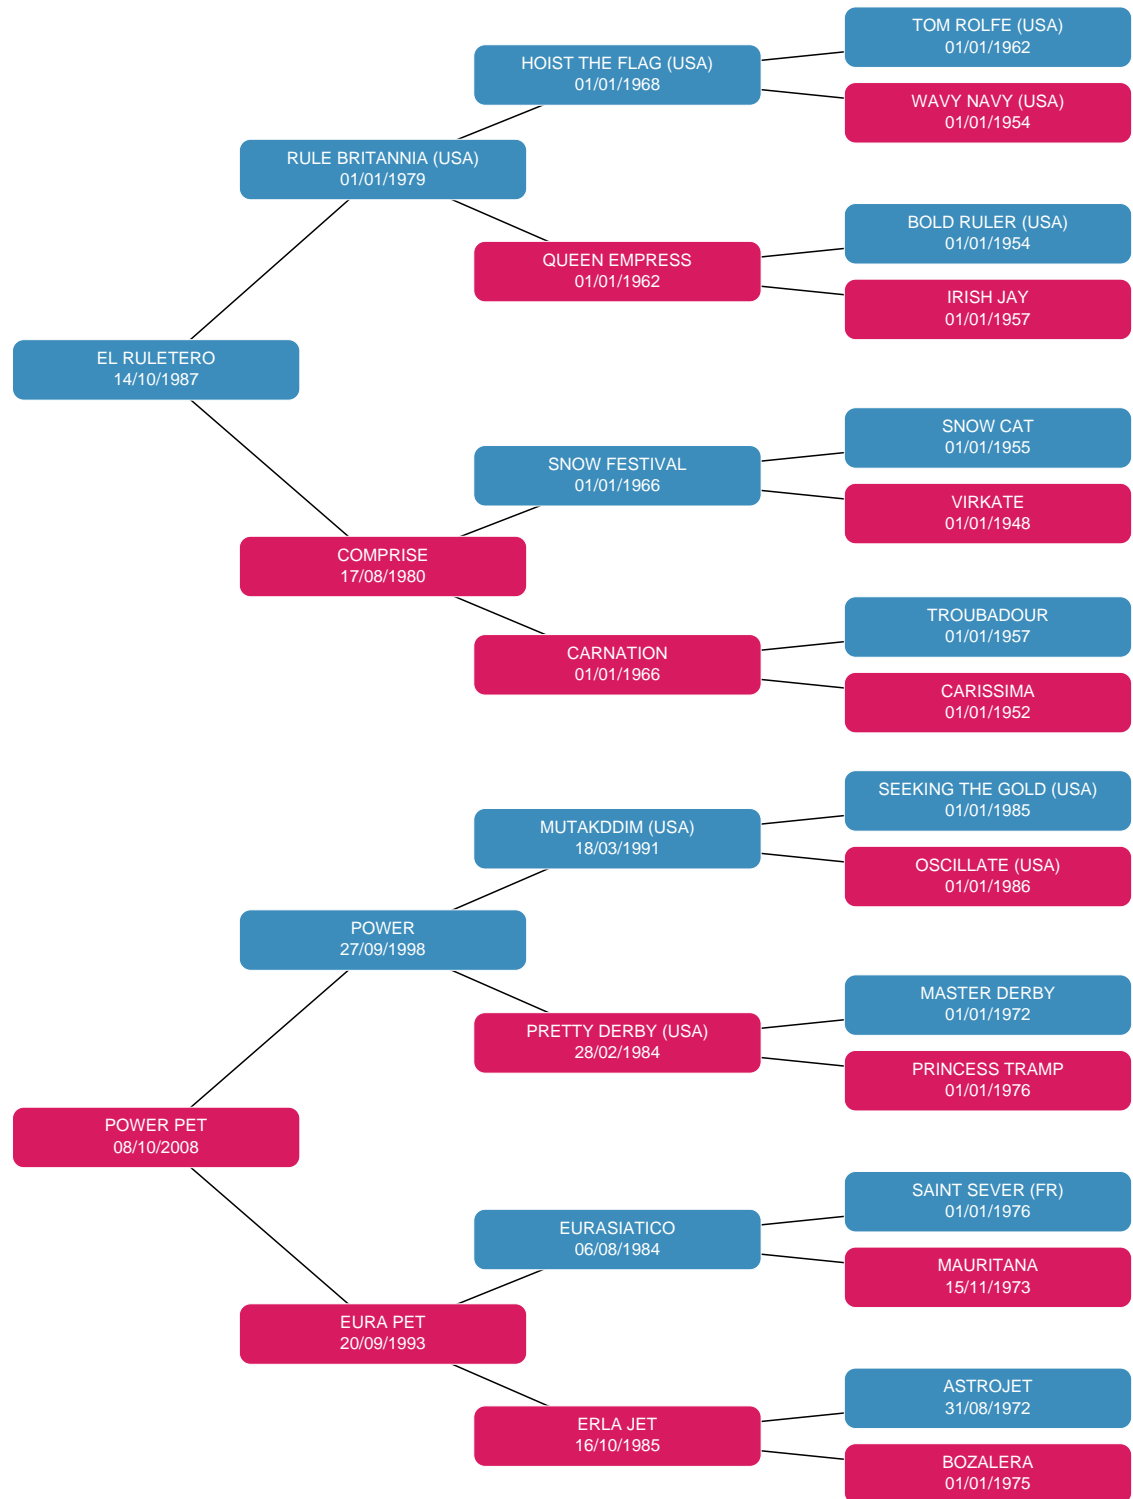 TOM ROLFE (USA)
01/01/1962
HOIST THE FLAG (USA)
01/01/1968
WAVY NAVY (USA)
01/01/1954
RULE BRITANNIA (USA)
01/01/1979
BOLD RULER (USA)
01/01/1954
QUEEN EMPRESS
01/01/1962
IRISH JAY
01/01/1957
EL RULETERO
14/10/1987
SNOW CAT
01/01/1955
SNOW FESTIVAL
01/01/1966
VIRKATE
01/01/1948
COMPRISE
17/08/1980
TROUBADOUR
01/01/1957
CARNATION
01/01/1966
CARISSIMA
01/01/1952
SEEKING THE GOLD (USA)
01/01/1985
MUTAKDDIM (USA)
18/03/1991
OSCILLATE (USA)
01/01/1986
POWER
27/09/1998
MASTER DERBY
01/01/1972
PRETTY DERBY (USA)
28/02/1984
PRINCESS TRAMP
01/01/1976
POWER PET
08/10/2008
SAINT SEVER (FR)
01/01/1976
EURASIATICO
06/08/1984
MAURITANA
15/11/1973
EURA PET
20/09/1993
ASTROJET
31/08/1972
ERLA JET
16/10/1985
BOZALERA
01/01/1975